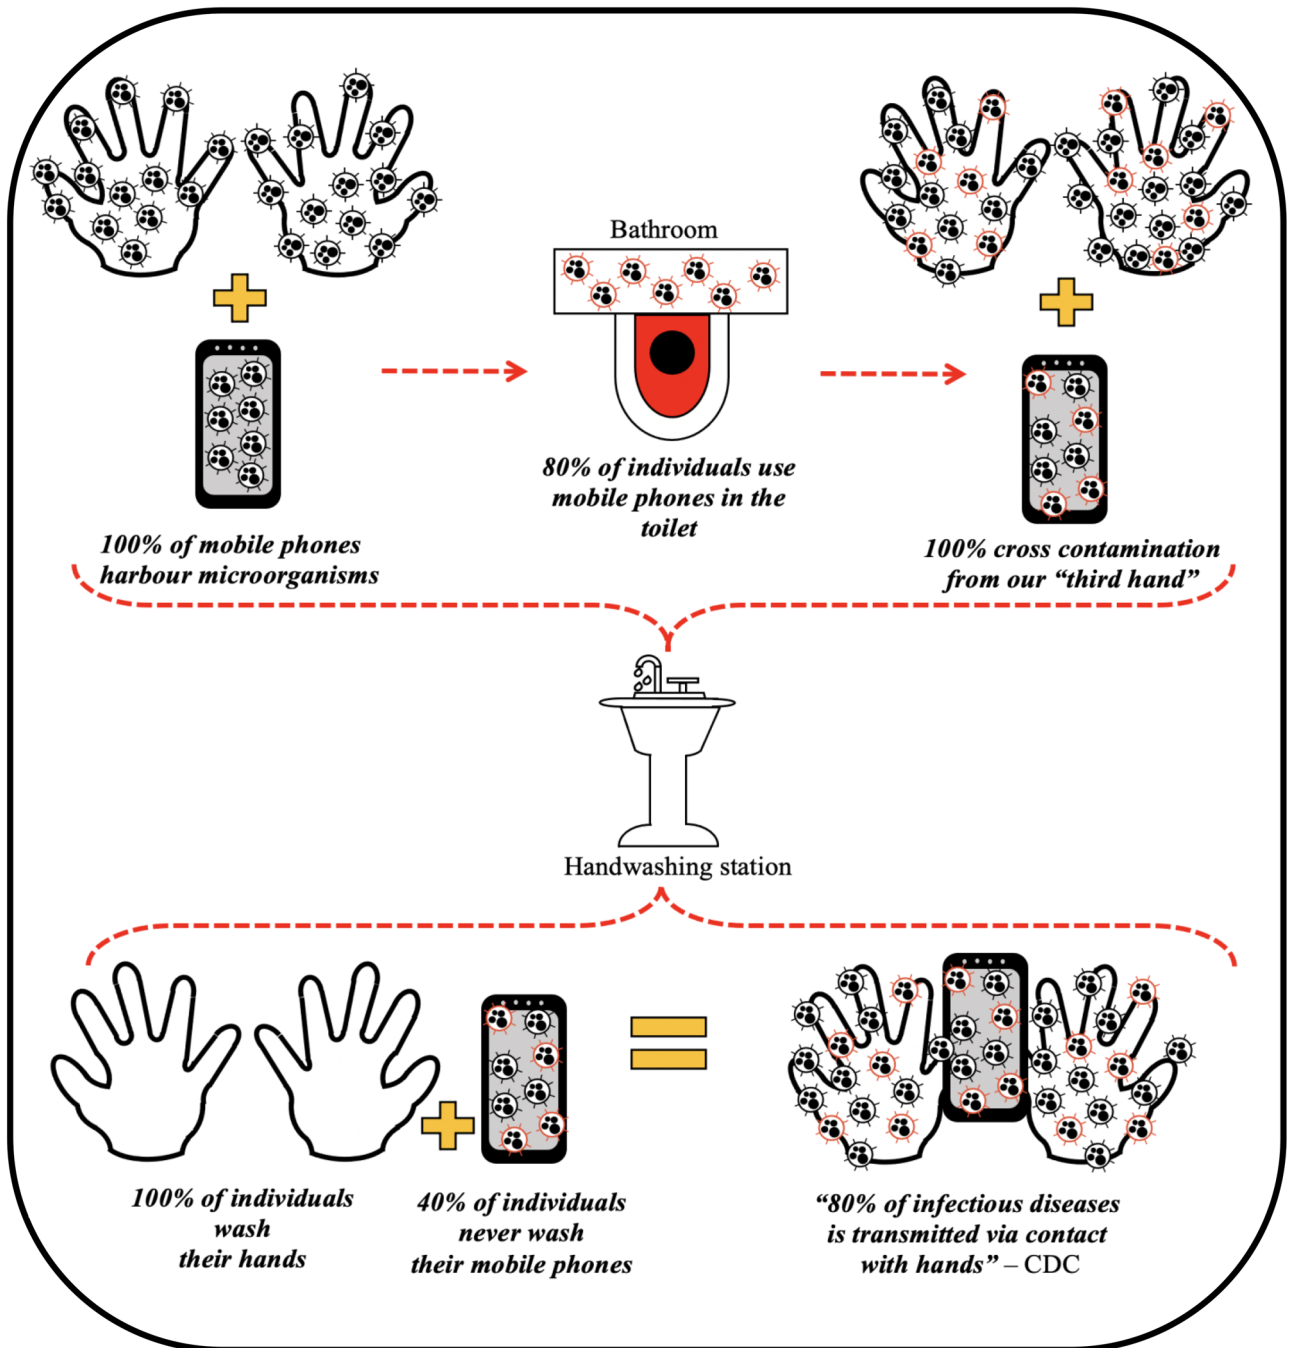 Bathroom
80% of individuals use
mobile phones in the
toilet
100% of mobile phones
harbour microorganisms
100% cross contamination
from our “third hand”
Handwashing station
100% of individuals
wash
their hands
40% of individuals
never wash
their mobile phones
“80% of infectious diseases
is transmitted via contact
with hands” – CDC